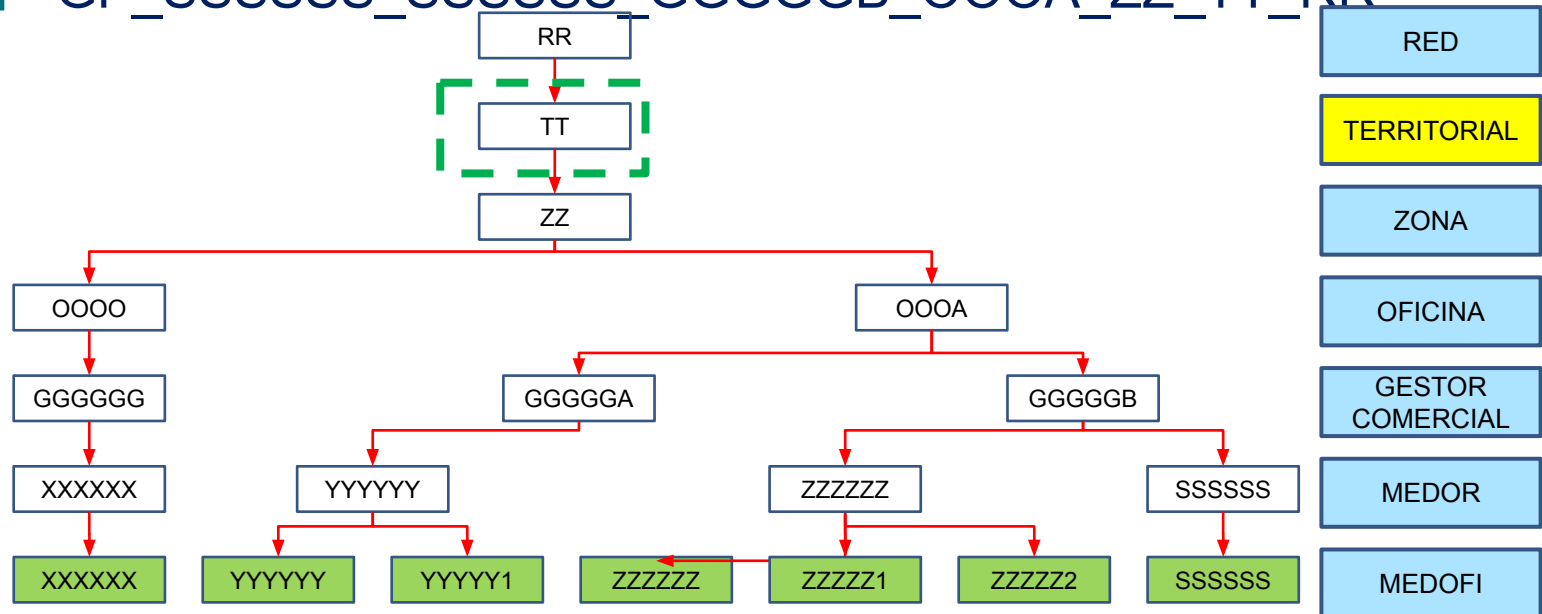 RR
RED
TT
TERRITORIAL
ZZ
ZONA
OOOO
OOOA
OFICINA
GGGGGG
GGGGGA
GGGGGB
GESTOR
COMERCIAL
XXXXXX
YYYYYY
ZZZZZZ
SSSSSS
MEDOR
XXXXXX
YYYYYY
YYYYY1
ZZZZZZ
ZZZZZ1
ZZZZZ2
SSSSSS
MEDOFI